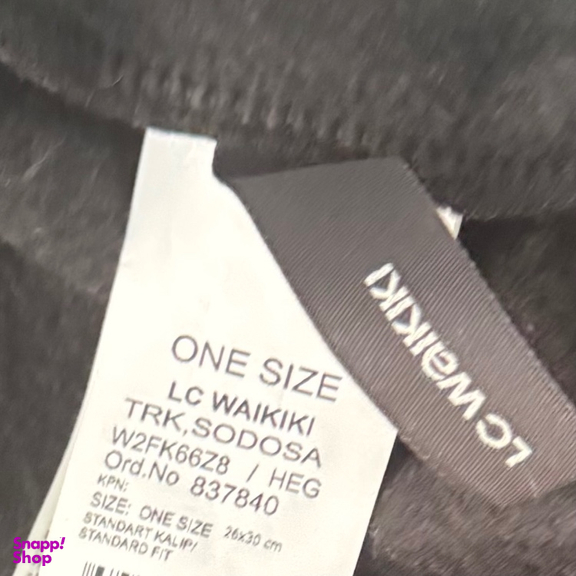 ONE SIZE
LC WAIKIKI
TRK,SODOSA
W2FK66Z8 / HEG
Ord.No 837840
KPN:
SIZE: ONE SIZE 26x30 cm
STANDART KALIP/
STANDARD FIT
LC WAIKIKI
Snapp!
Shop